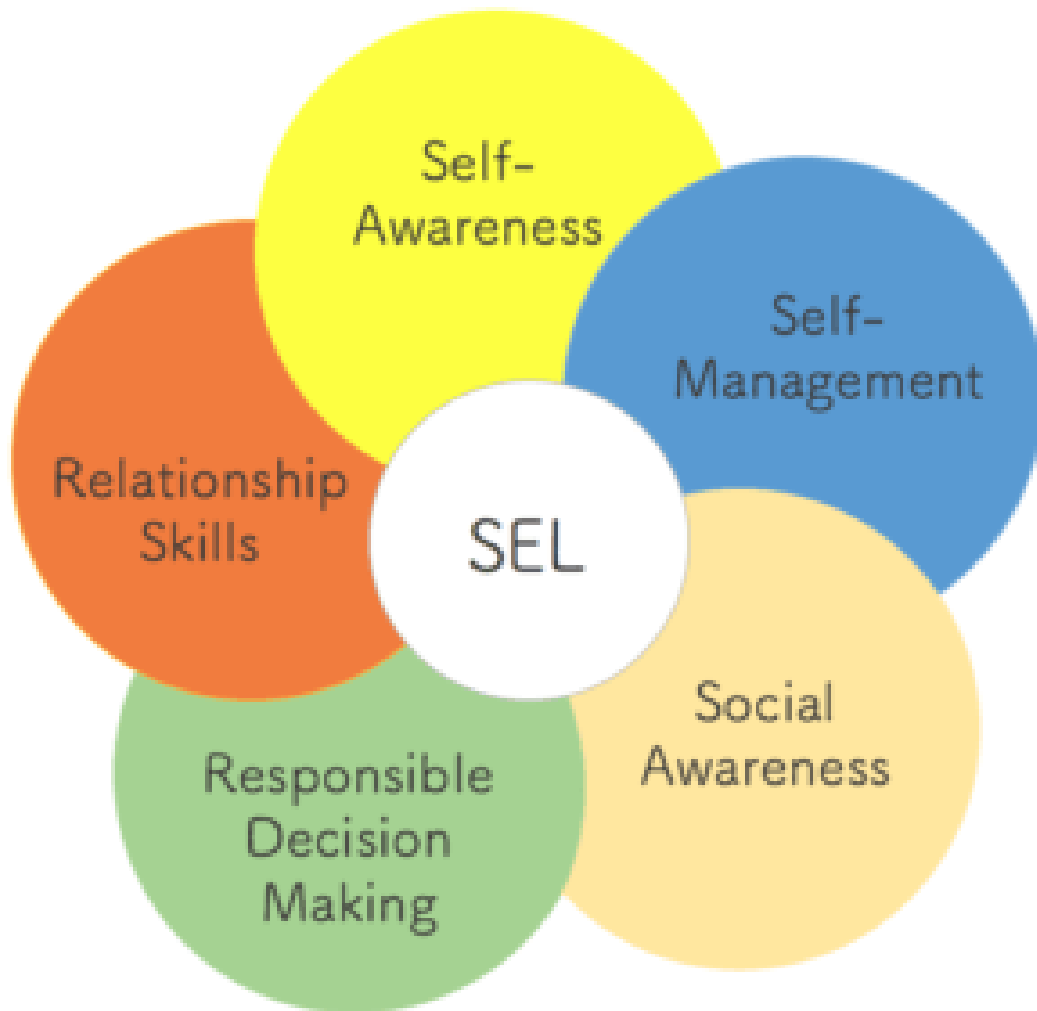 Self-
Awareness
Self-
Management
Relationship
Skills
SEL
Social
Awareness
Responsible
Decision
Making